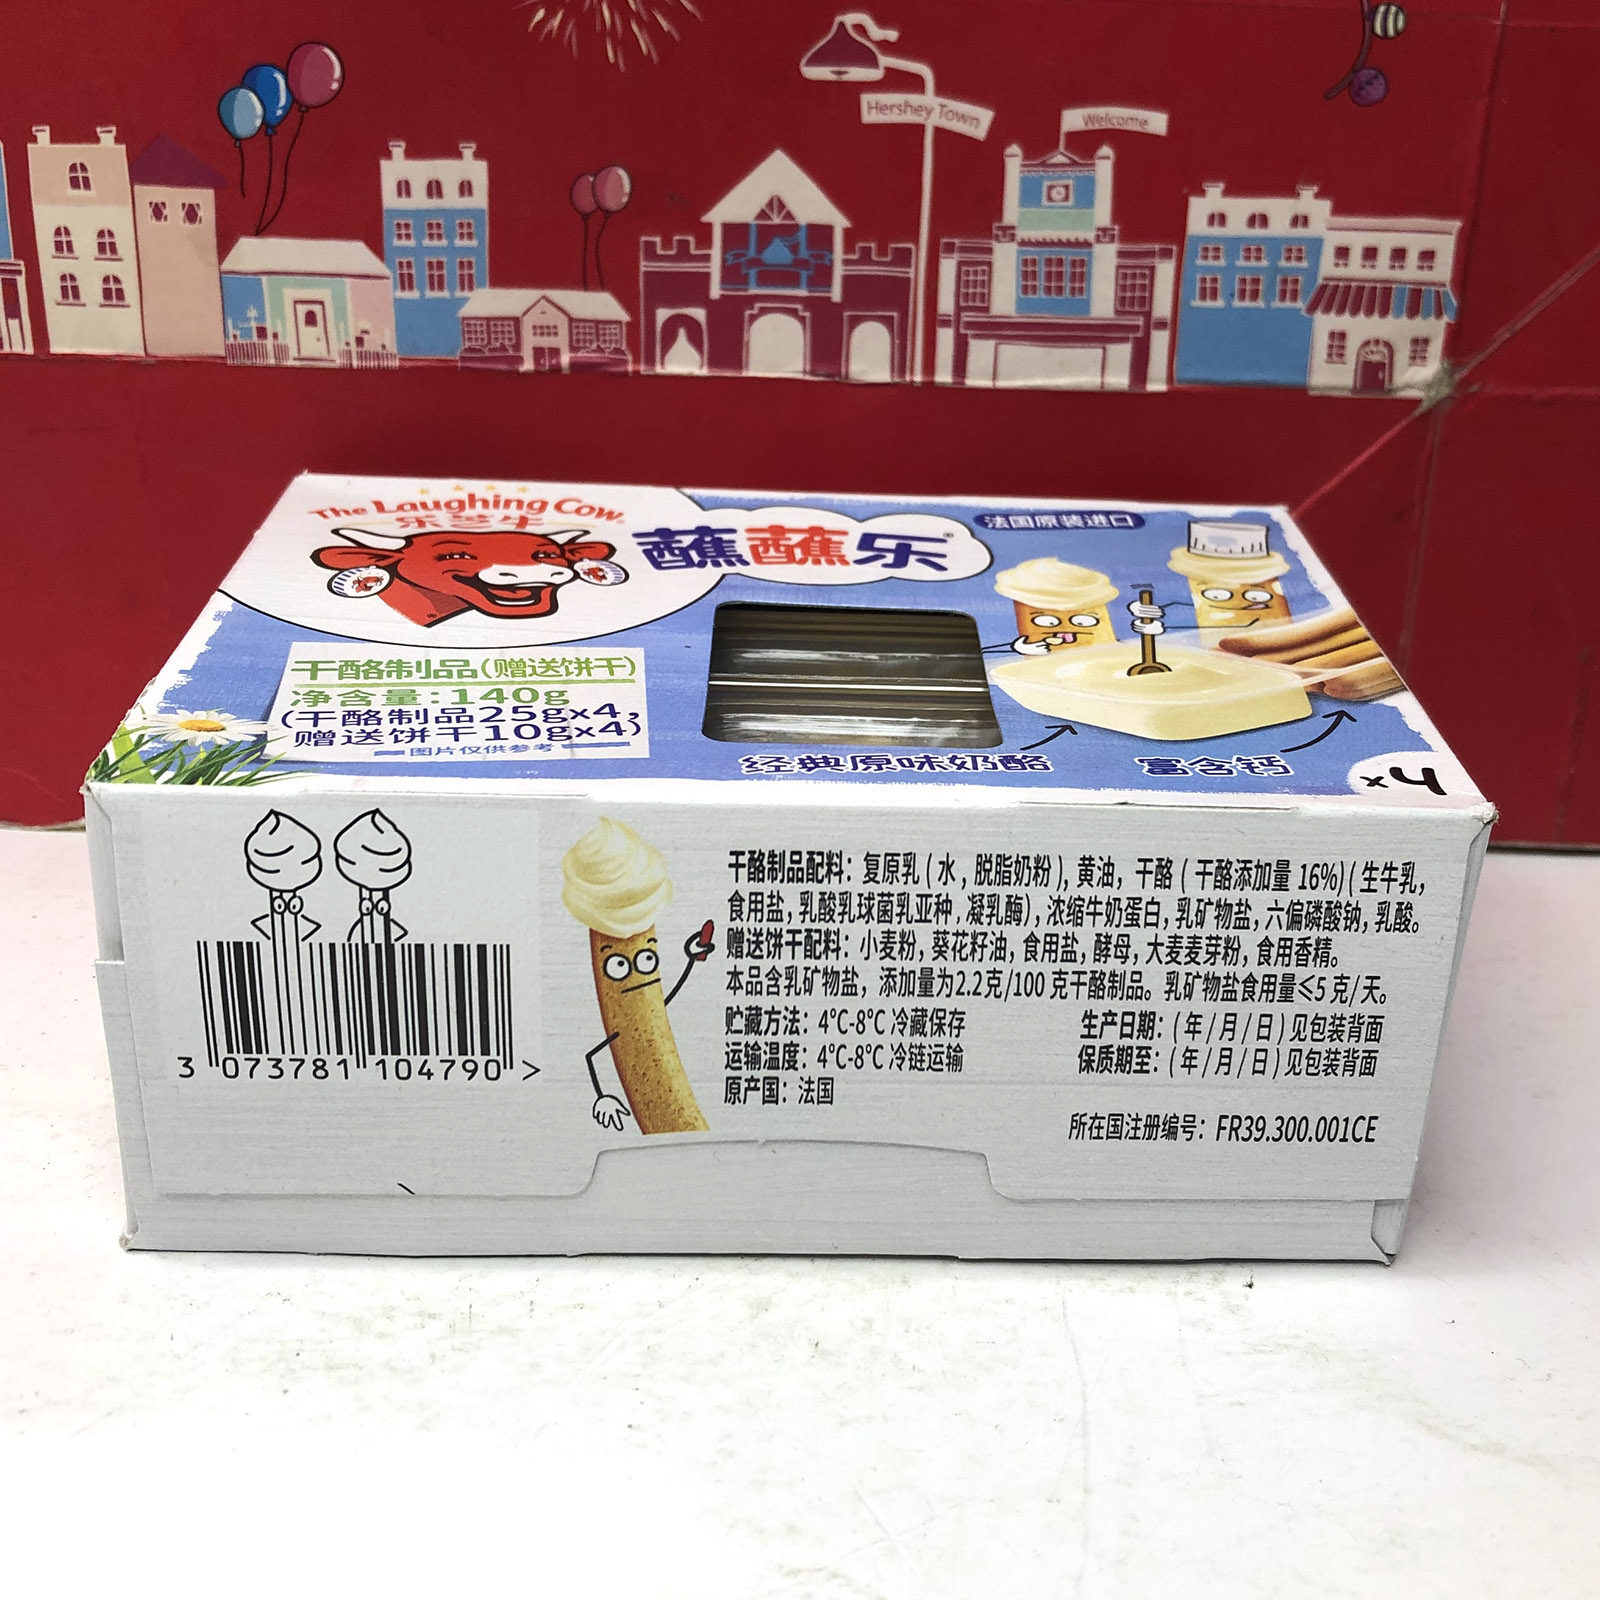 Hershey Town
Welcome
The Laughing Cow
乐芝牛
蘸蘸乐
法国原装进口
干酪制品(赠送饼干)
净含量:140g
(干酪制品25gx4,
赠送饼干10gx4)
图片仅供参考
经典原味奶酪
富含钙
x4
干酪制品配料：复原乳(水,脱脂奶粉),黄油,干酪(干酪添加量16%)(生牛乳,
食用盐,乳酸乳球菌乳亚种,凝乳酶),浓缩牛奶蛋白,乳矿物盐,六偏磷酸钠,乳酸。
赠送饼干配料：小麦粉,葵花籽油,食用盐,酵母,大麦麦芽粉,食用香精。
本品含乳矿物盐，添加量为2.2克/100克干酪制品。乳矿物盐食用量≤5克/天。
贮藏方法：4°C-8°C冷藏保存
生产日期：(年/月/日)见包装背面
运输温度：4°C-8°C冷链运输
保质期至：(年/月/日)见包装背面
原产国：法国
所在国注册编号：FR39.300.001CE
3 073781 104790 >